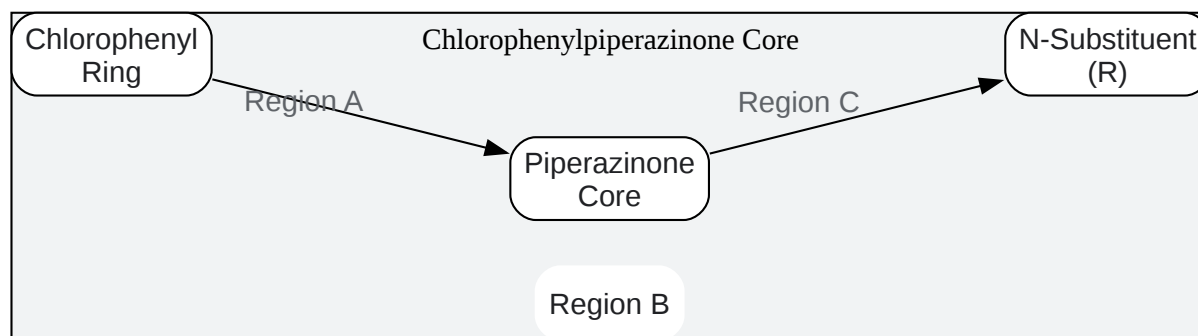 Chlorophenylpiperazinone Core
Chlorophenyl
Ring
N-Substituent
(R)
Region A
Region C
Piperazinone
Core
Region B